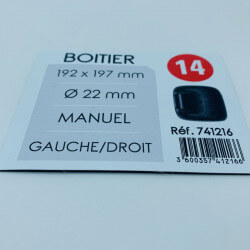 BOITIER
14
192 x 197 mm
Ø 22 mm
MANUEL
GAUCHE/DROIT
Réf. 741216
3 600357 412166